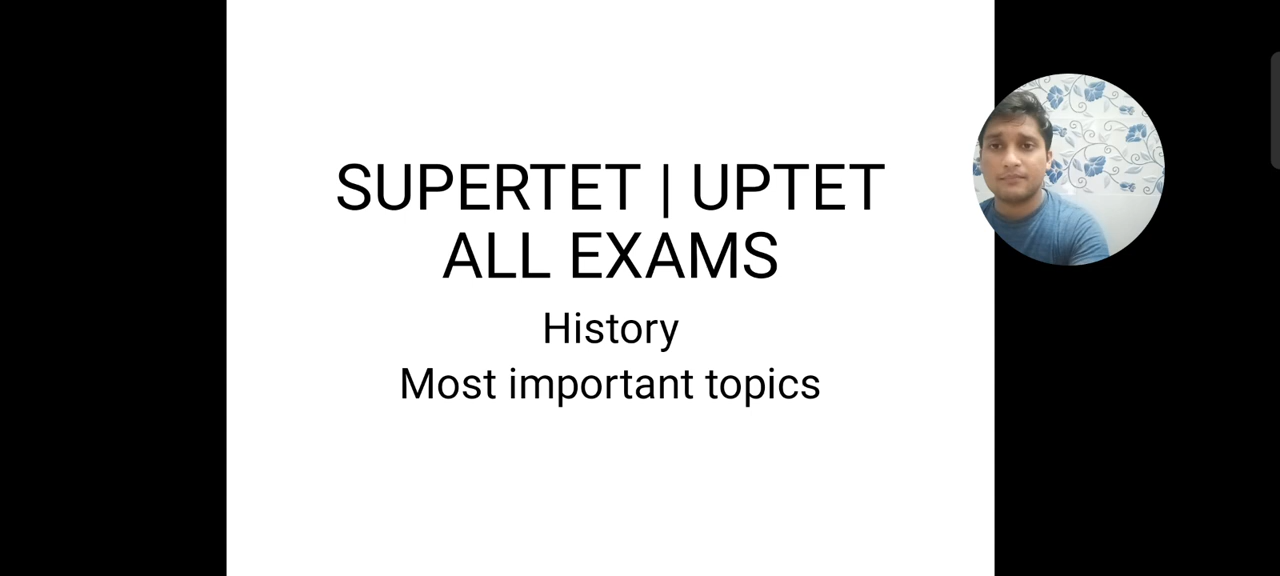 SUPERTET | UPTET
ALL EXAMS
History
Most important topics